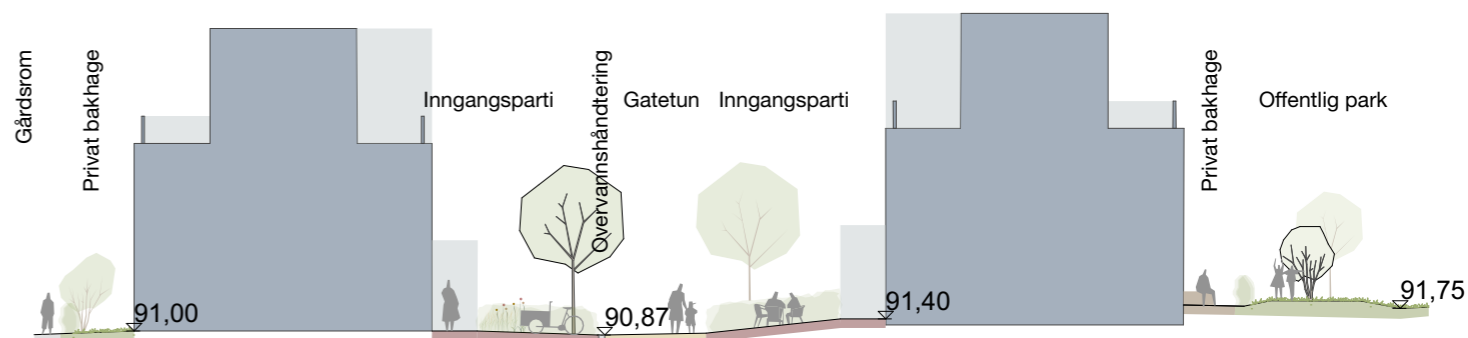 Gårdsrom
Privat bakhage
Inngangsparti
Overvannshåndtering
Gatetun
Inngangsparti
Privat bakhage
Offentlig park
91,00
90,87
91,40
91,75